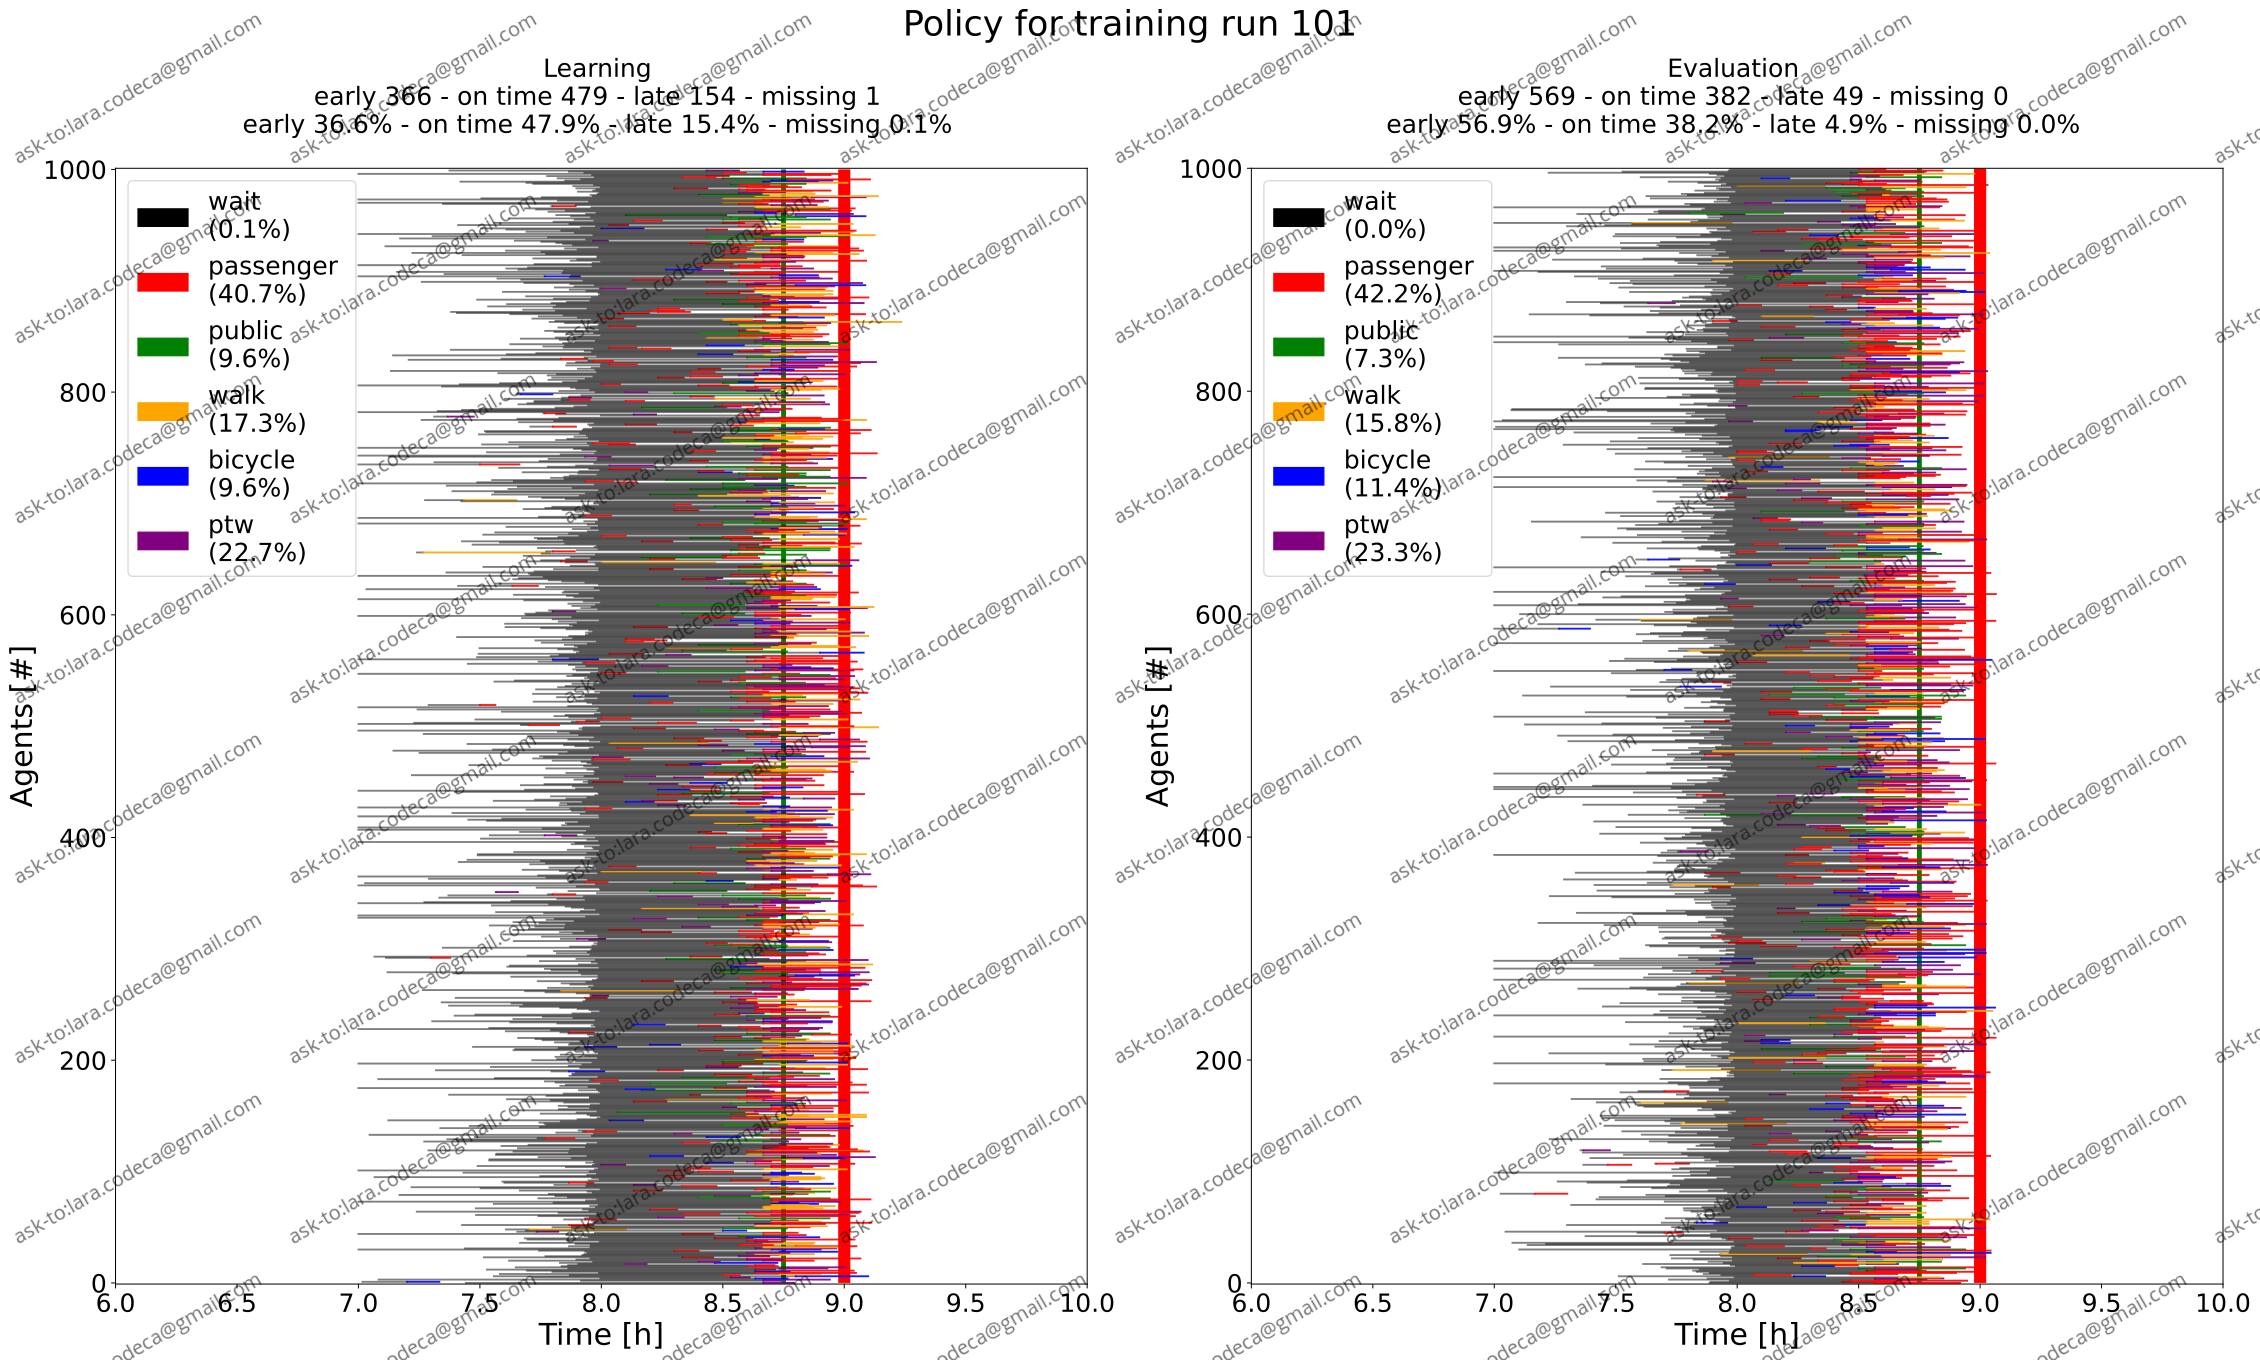 Policy for training run 101
Learning
early 366 - on time 479 - late 154 - missing 1
early 36.6% - on time 47.9% - late 15.4% - missing 0.1%
1000
800
600
400
200
0
Agents [#]
wait
(0.1%)
passenger
(40.7%)
public
(9.6%)
walk
(17.3%)
bicycle
(9.6%)
ptw
(22.7%)
6.0 6.5 7.0 7.5 8.0 8.5 9.0 9.5 10.0
Time [h]
Evaluation
early 569 - on time 382 - late 49 - missing 0
early 56.9% - on time 38.2% - late 4.9% - missing 0.0%
1000
800
600
400
200
0
Agents [#]
wait
(0.0%)
passenger
(42.2%)
public
(7.3%)
walk
(15.8%)
bicycle
(11.4%)
ptw
(23.3%)
6.0 6.5 7.0 7.5 8.0 8.5 9.0 9.5 10.0
Time [h]
ask-to:lara.codeca@gmail.com